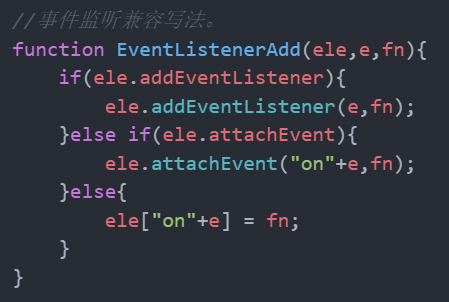 //事件监听兼容写法。
function EventListenerAdd(ele,e,fn){
    if(ele.addEventListener){
        ele.addEventListener(e,fn);
    }else if(ele.attachEvent){
        ele.attachEvent("on"+e,fn);
    }else{
        ele["on"+e] = fn;
    }
}